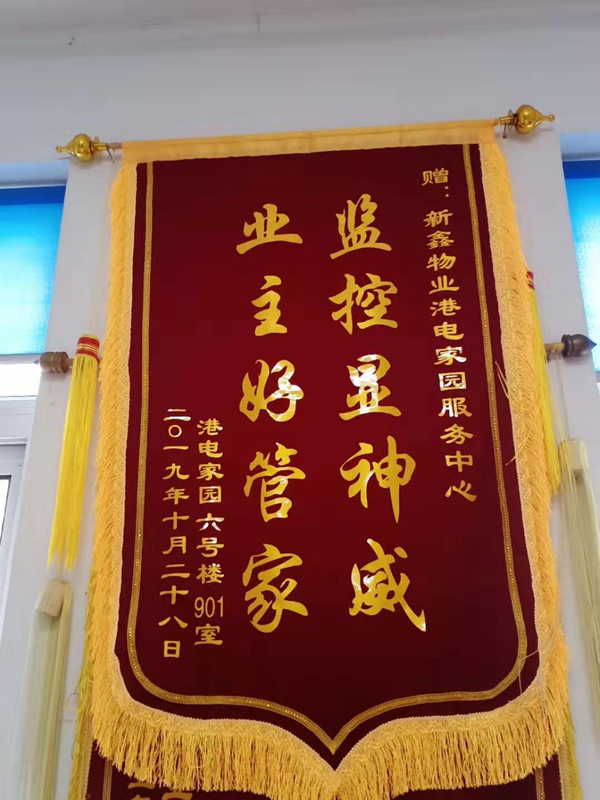 赠：新鑫物业港电家园服务中心
监控显神威
业主好管家
港电家园六号楼901室
二〇一九年十月二十八日